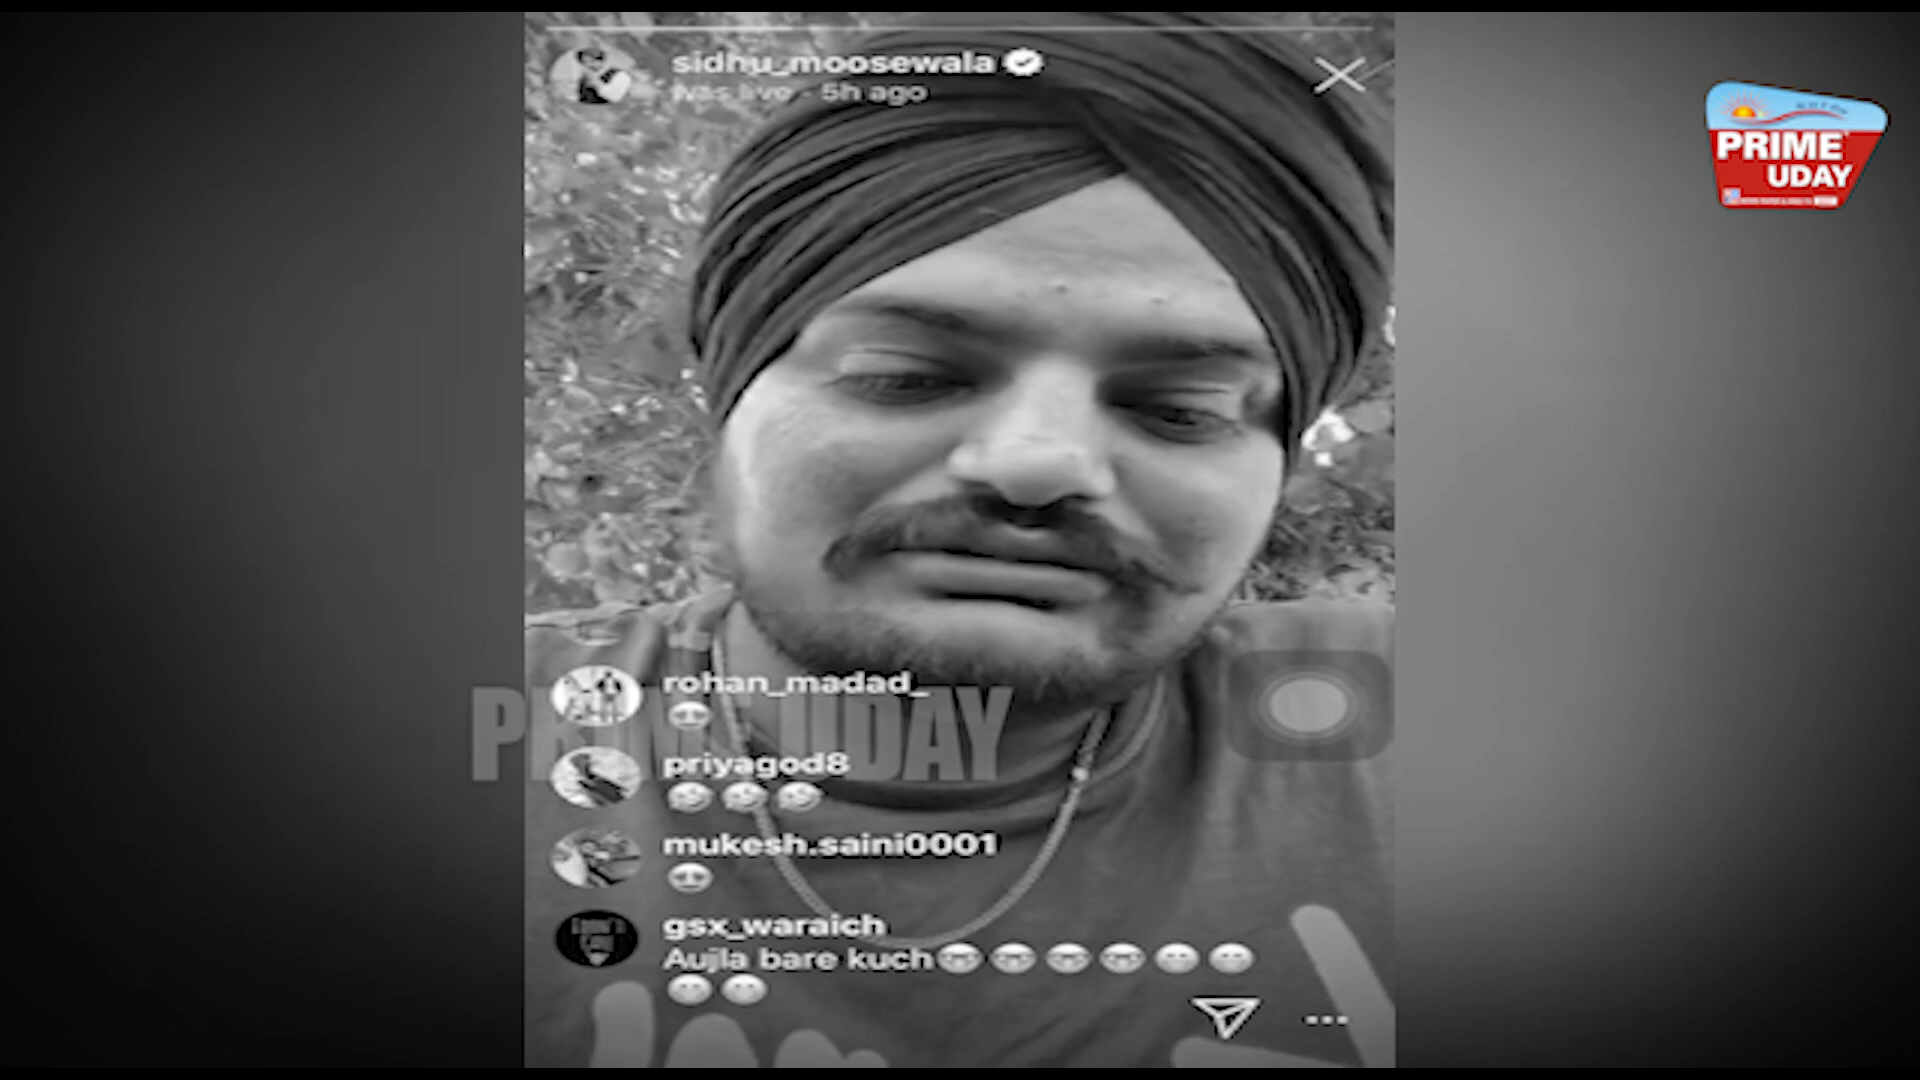 sidhu_moosewala
was live · 5h ago
PRIME
UDAY
rohan_madad_
PRIME UDAY
priyagod8
mukesh.saini0001
gsx_waraich
Aujla bare kuch